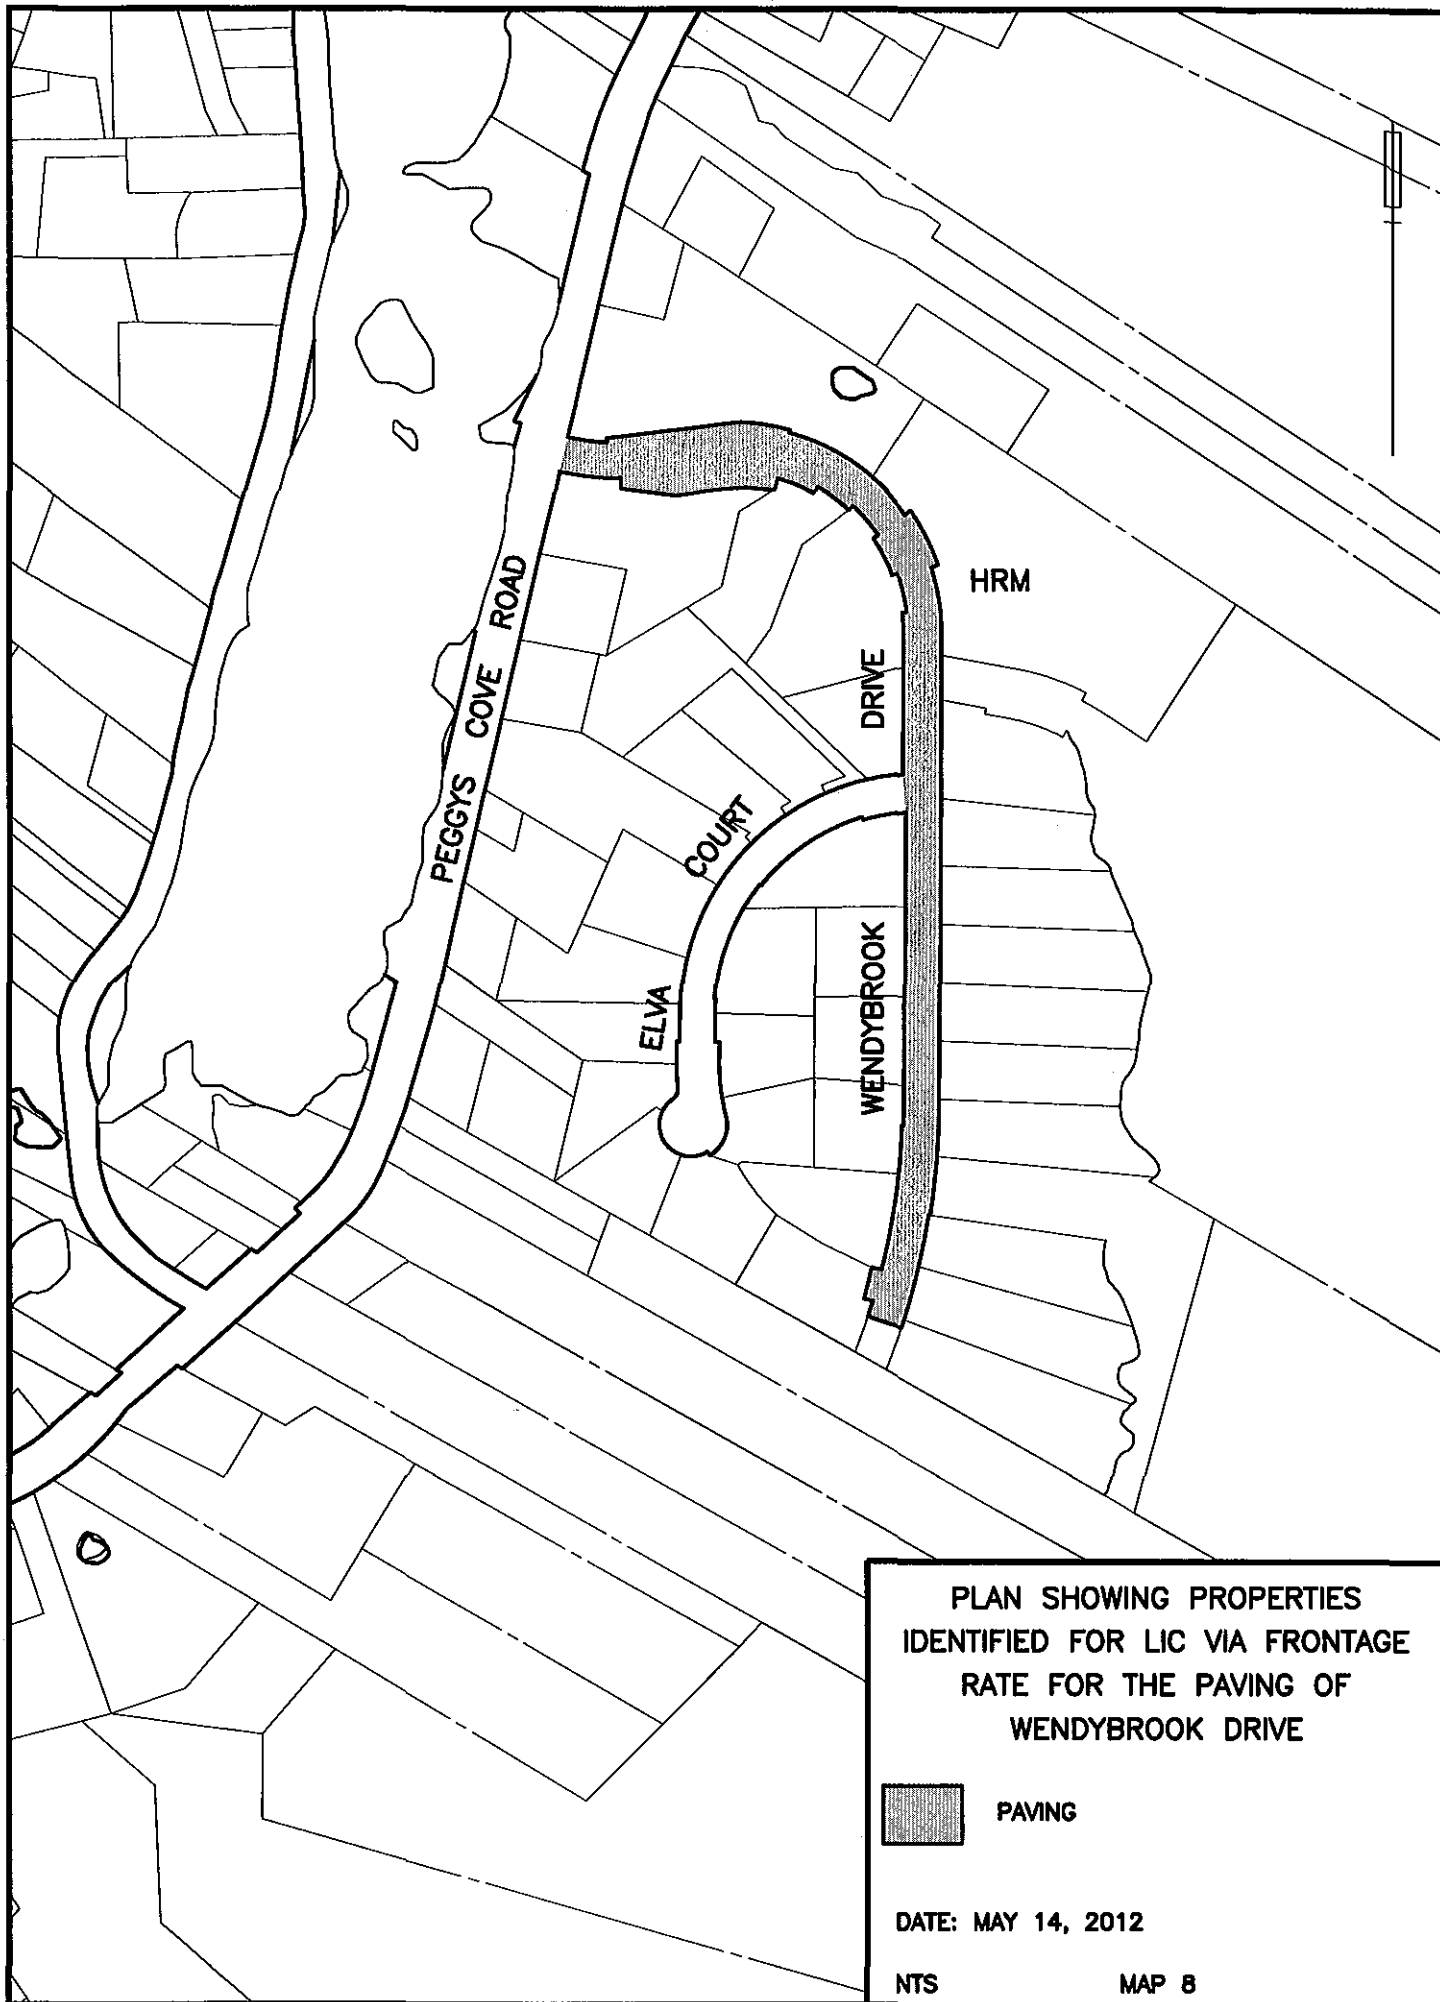 HRM
PEGGYS COVE ROAD
WENDYBROOK DRIVE
ELVA COURT
PLAN SHOWING PROPERTIES
IDENTIFIED FOR LIC VIA FRONTAGE
RATE FOR THE PAVING OF
WENDYBROOK DRIVE
PAVING
DATE: MAY 14, 2012
NTS MAP 8